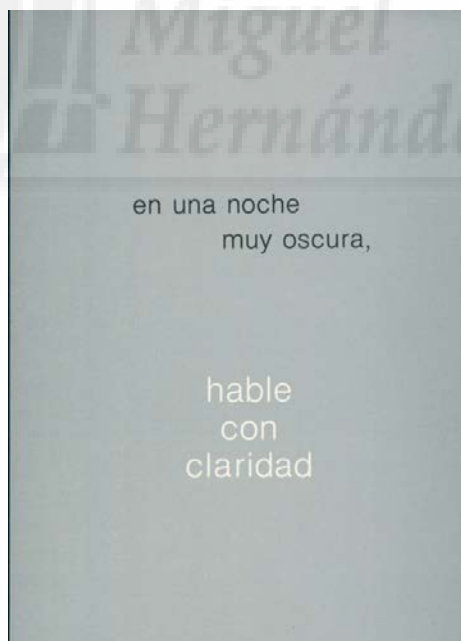 Miguel
Hernánd
en una noche
muy oscura,
hable
con
claridad